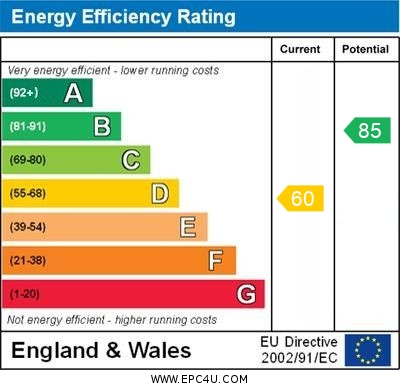 Energy Efficiency Rating
Current Potential
Very energy efficient - lower running costs
(92+) A
(81-91) B
85
(69-80) C
(55-68) D
60
(39-54) E
(21-38) F
(1-20) G
Not energy efficient - higher running costs
England & Wales
EU Directive
2002/91/EC
WWW.EPC4U.COM